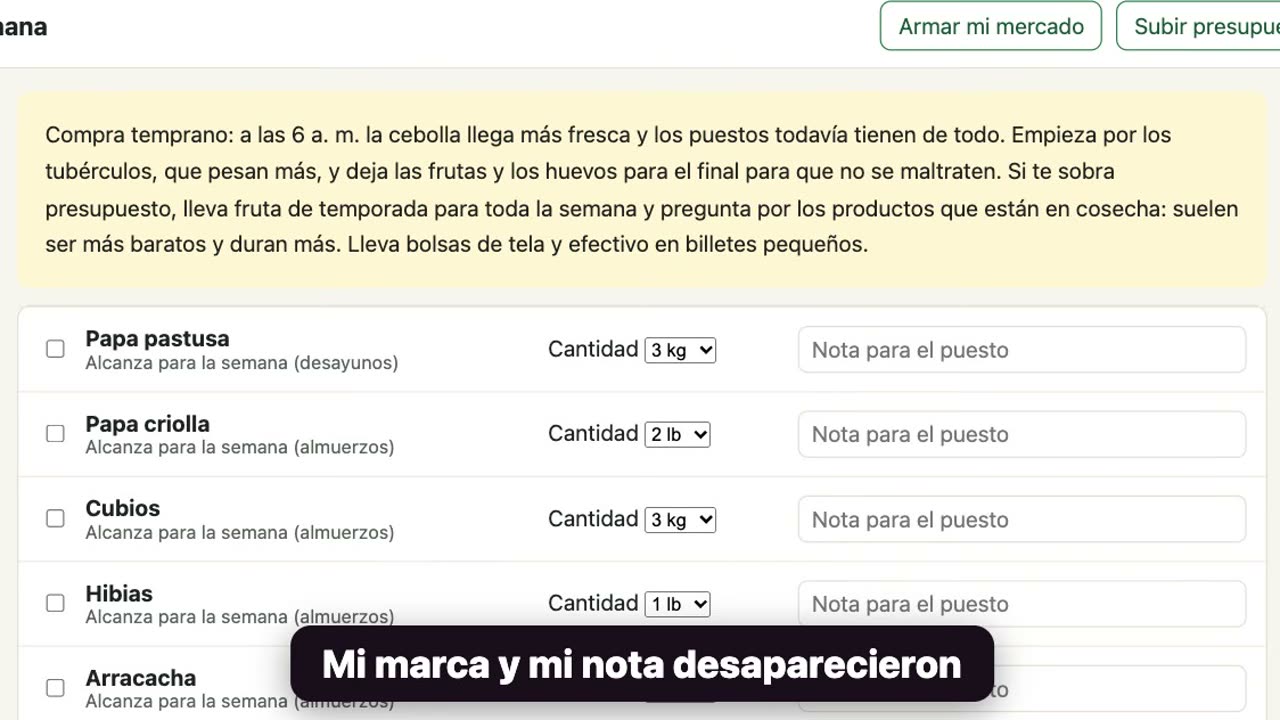 Armar mi mercado
Compra temprano: a las 6 a. m. la cebolla llega más fresca y los puestos todavía tienen de todo. Empieza por los
tubérculos, que pesan más, y deja las frutas y los huevos para el final para que no se maltraten. Si te sobra
presupuesto, lleva fruta de temporada para toda la semana y pregunta por los productos que están en cosecha: suelen
ser más baratos y duran más. Lleva bolsas de tela y efectivo en billetes pequeños.
Papa pastusa
Alcanza para la semana (desayunos)
Cantidad 3 kg
Nota para el puesto
Papa criolla
Alcanza para la semana (almuerzos)
Cantidad 2 lb
Nota para el puesto
Cubios
Alcanza para la semana (almuerzos)
Cantidad 3 kg
Nota para el puesto
Hibias
Alcanza para la semana (almuerzos)
Cantidad 1 lb
Nota para el puesto
Arracacha
Alcanza para la semana (almuerzos)
Mi marca y mi nota desaparecieron